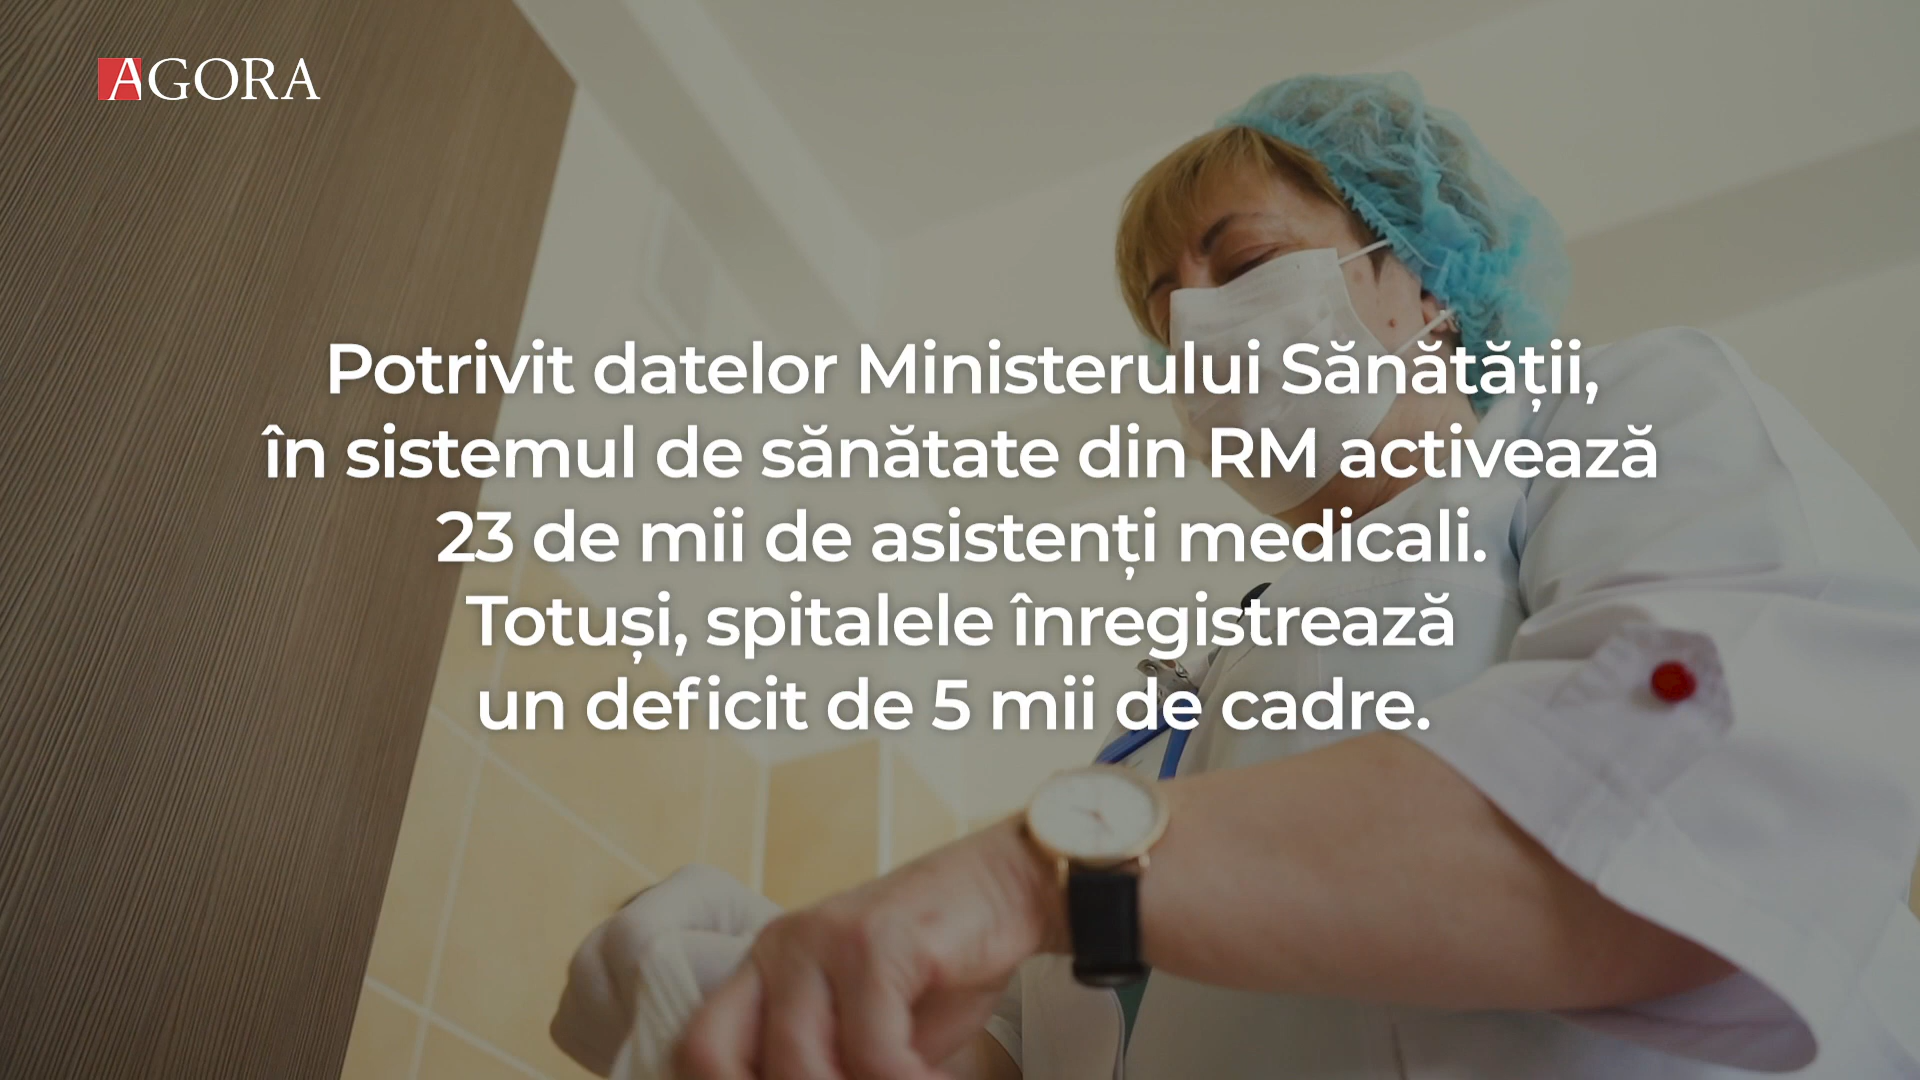 AGORA
Potrivit datelor Ministerului Sănătății,
în sistemul de sănătate din RM activează
23 de mii de asistenți medicali.
Totuși, spitalele înregistrează
un deficit de 5 mii de cadre.